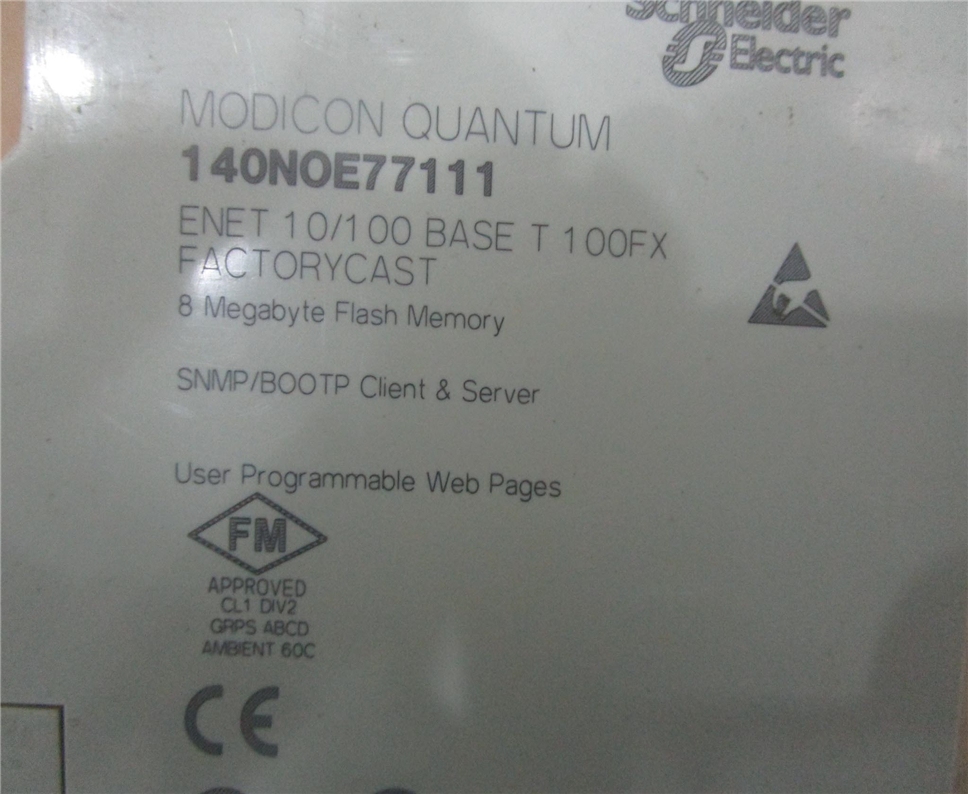 Schneider
Electric
MODICON QUANTUM
140NOE77111
ENET 10/100 BASE T 100FX
FACTORYCAST
8 Megabyte Flash Memory
SNMP/BOOTP Client & Server
User Programmable Web Pages
FM
APPROVED
CL1 DIV2
GRPS ABCD
AMBIENT 60C
CE